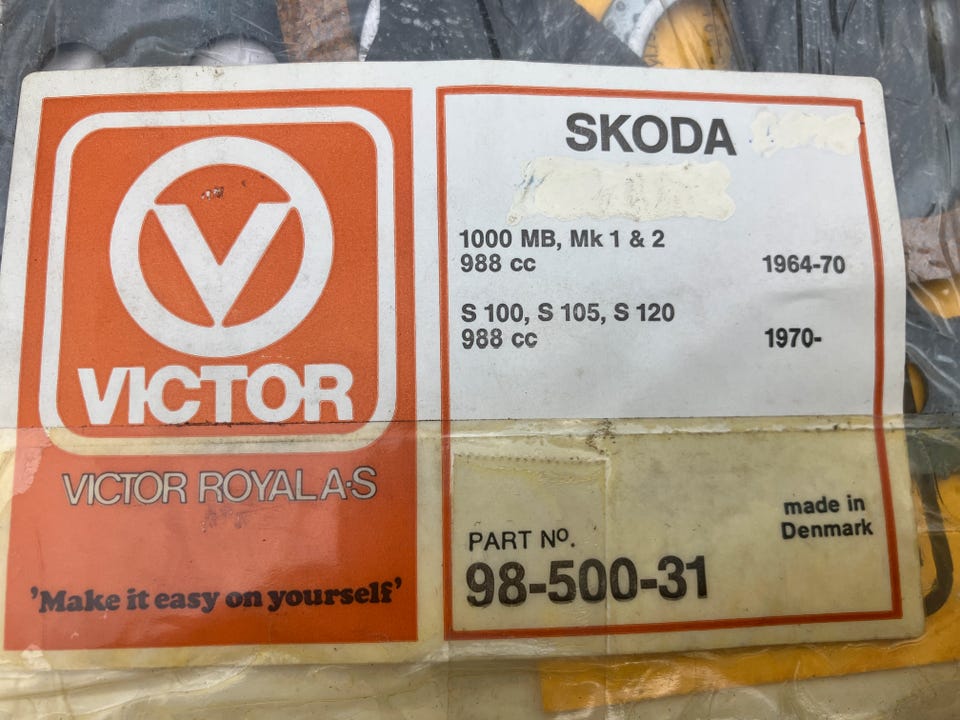 V
VICTOR
VICTOR ROYAL A·S
'Make it easy on yourself'
SKODA
1000 MB, Mk 1 & 2
988 cc 1964-70
S 100, S 105, S 120
988 cc 1970-
made in
Denmark
PART Nº.
98-500-31